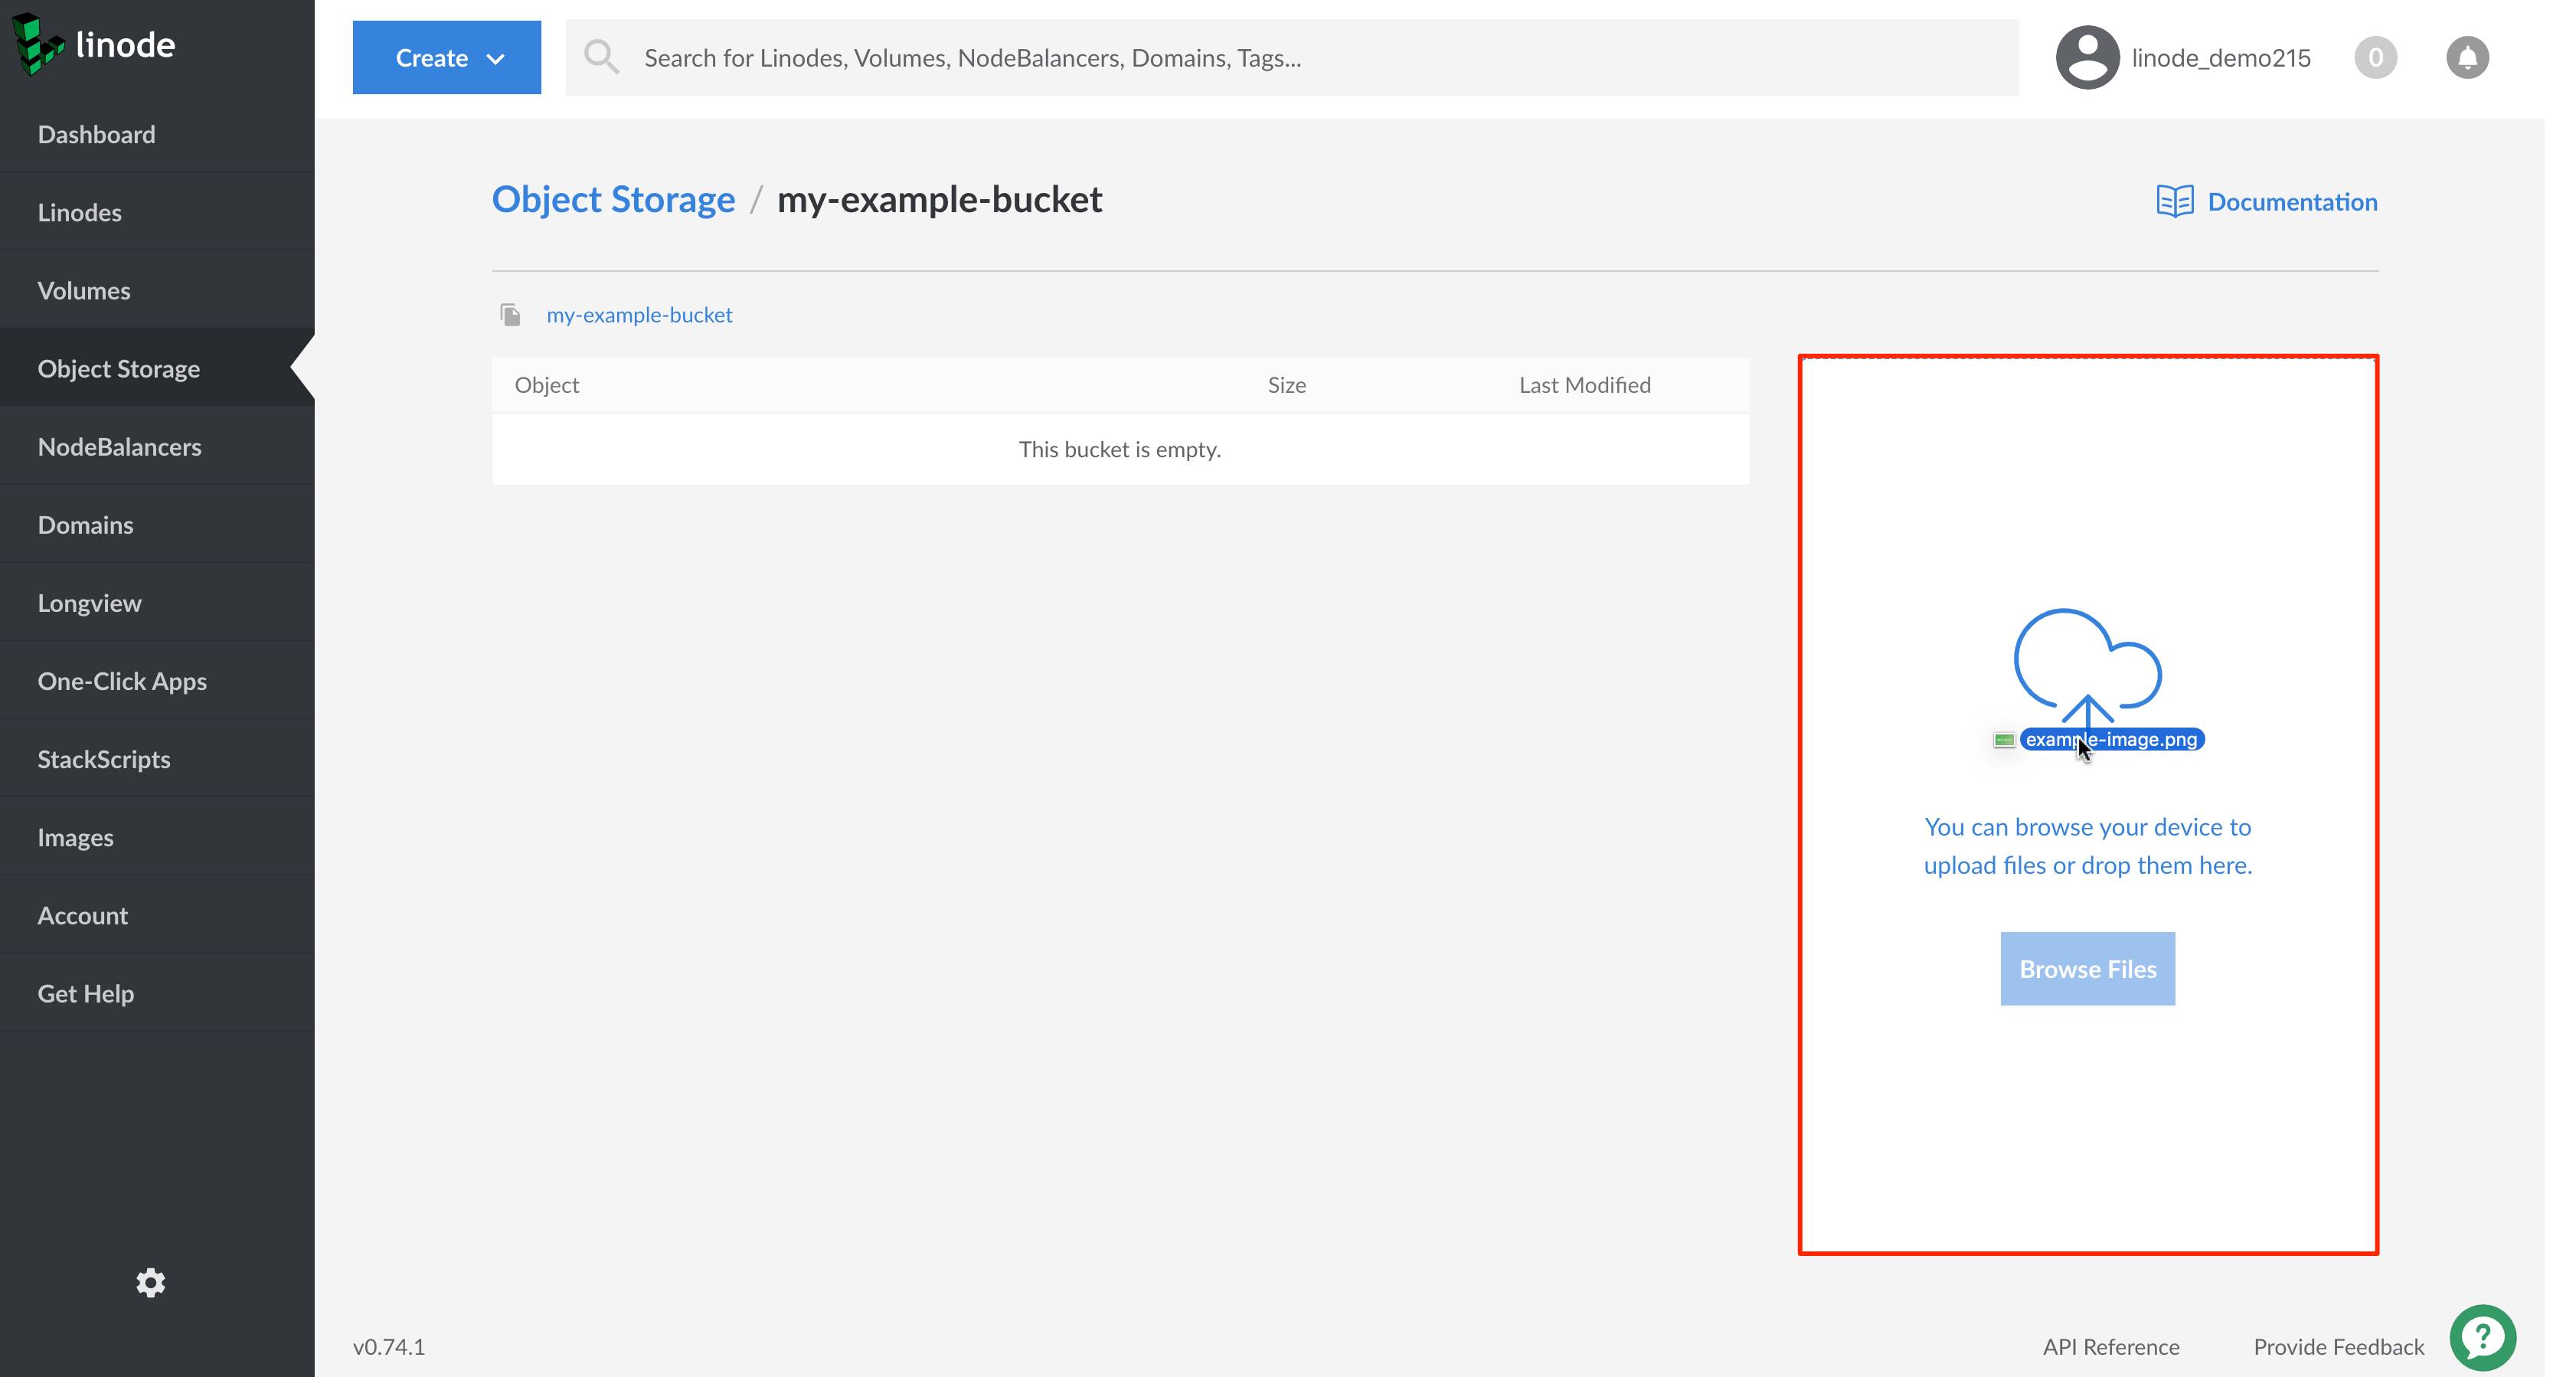 linode
Create
Search for Linodes, Volumes, NodeBalancers, Domains, Tags...
linode_demo215
0
Dashboard
Linodes
Volumes
Object Storage
NodeBalancers
Domains
Longview
One-Click Apps
StackScripts
Images
Account
Get Help
Object Storage / my-example-bucket
Documentation
my-example-bucket
Object Size Last Modified
This bucket is empty.
example-image.png
You can browse your device to
upload files or drop them here.
Browse Files
v0.74.1
API Reference
Provide Feedback
?